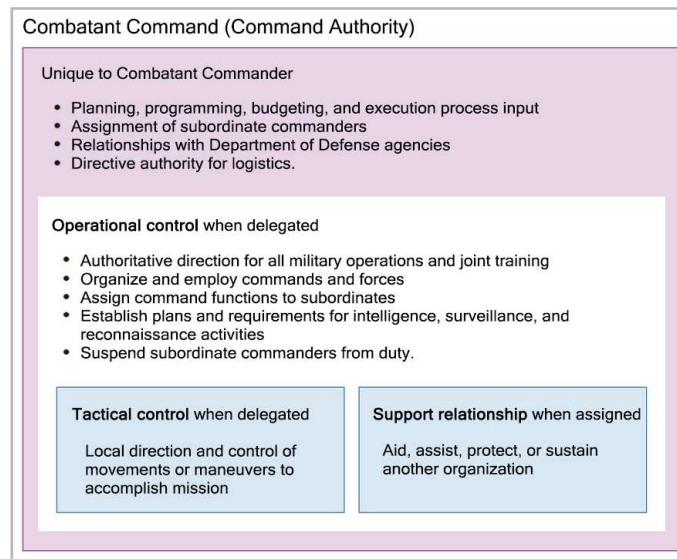 Combatant Command (Command Authority)
Unique to Combatant Commander
• Planning, programming, budgeting, and execution process input
• Assignment of subordinate commanders
• Relationships with Department of Defense agencies
• Directive authority for logistics.
Operational control when delegated
• Authoritative direction for all military operations and joint training
• Organize and employ commands and forces
• Assign command functions to subordinates
• Establish plans and requirements for intelligence, surveillance, and
reconnaissance activities
• Suspend subordinate commanders from duty.
Tactical control when delegated
Local direction and control of
movements or maneuvers to
accomplish mission
Support relationship when assigned
Aid, assist, protect, or sustain
another organization